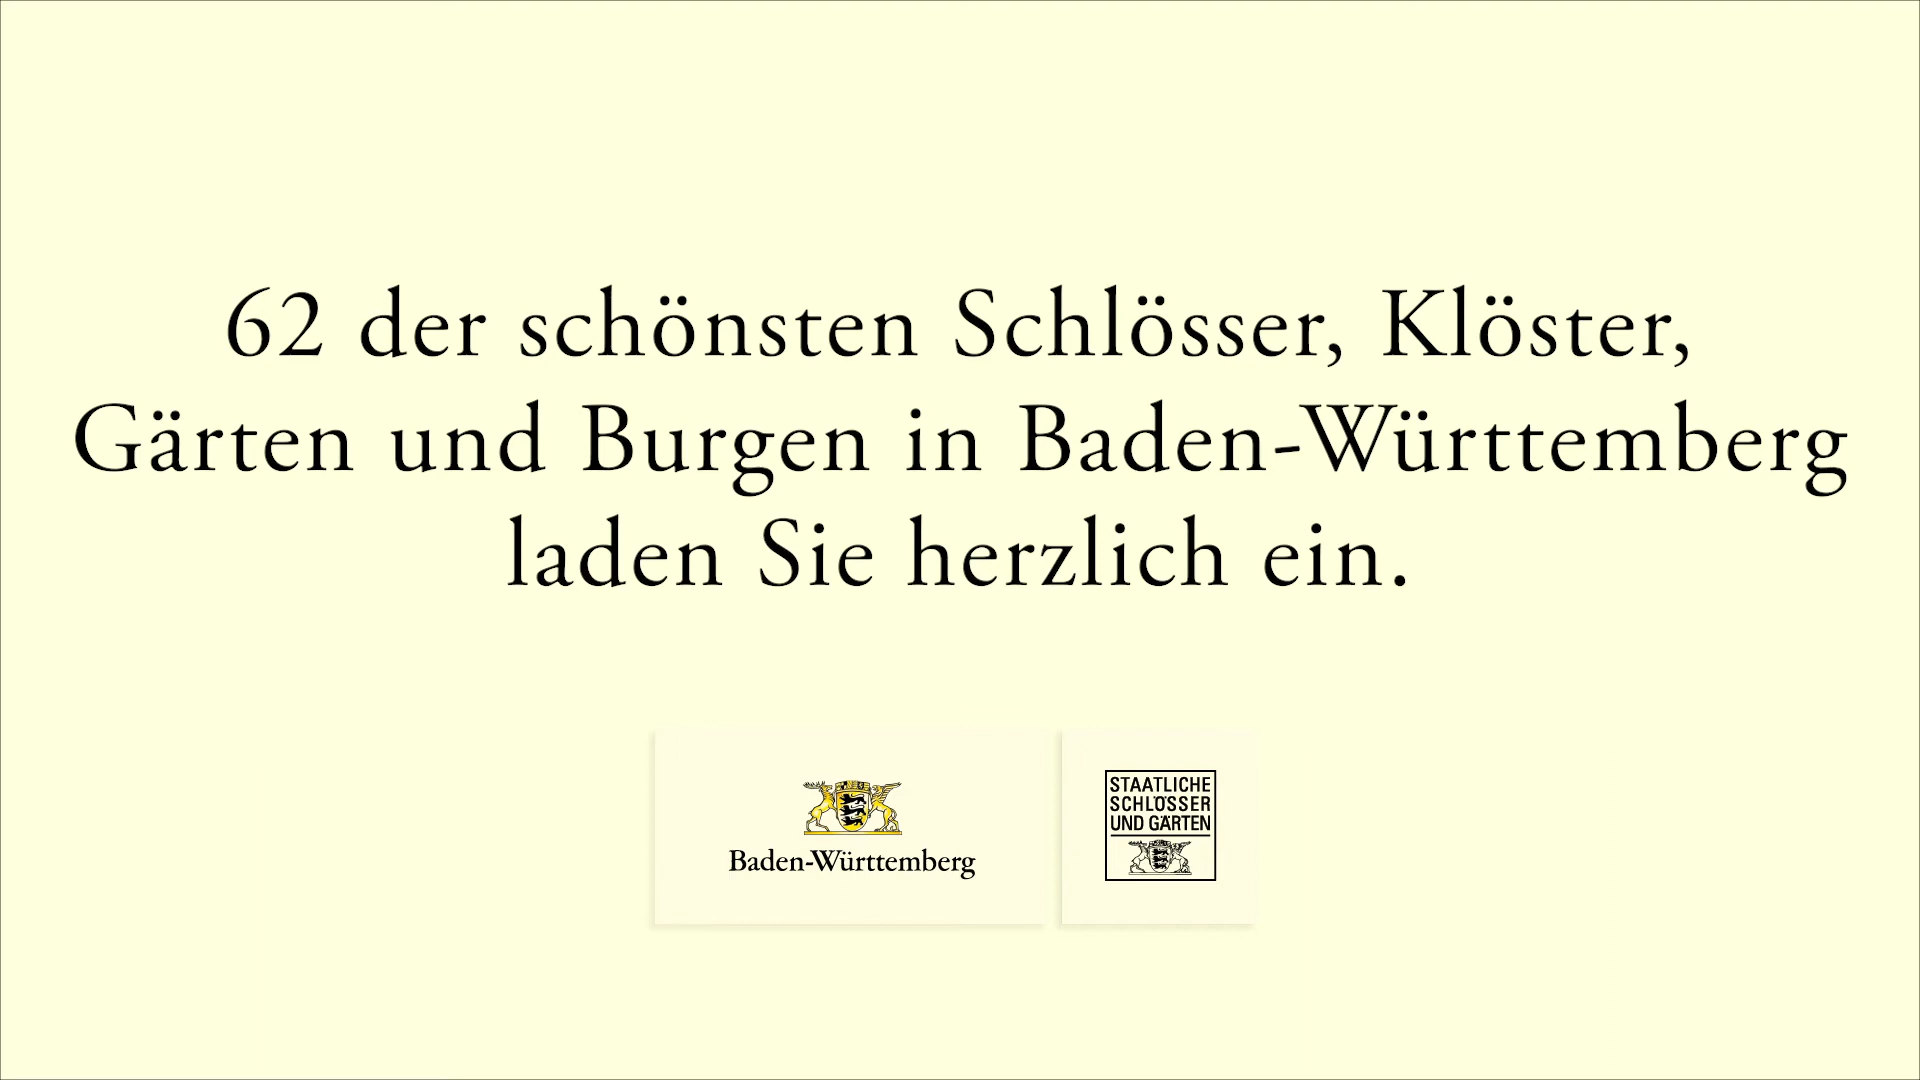 62 der schönsten Schlösser, Klöster,
Gärten und Burgen in Baden-Württemberg
laden Sie herzlich ein.
Baden-Württemberg
STAATLICHE
SCHLÖSSER
UND GÄRTEN